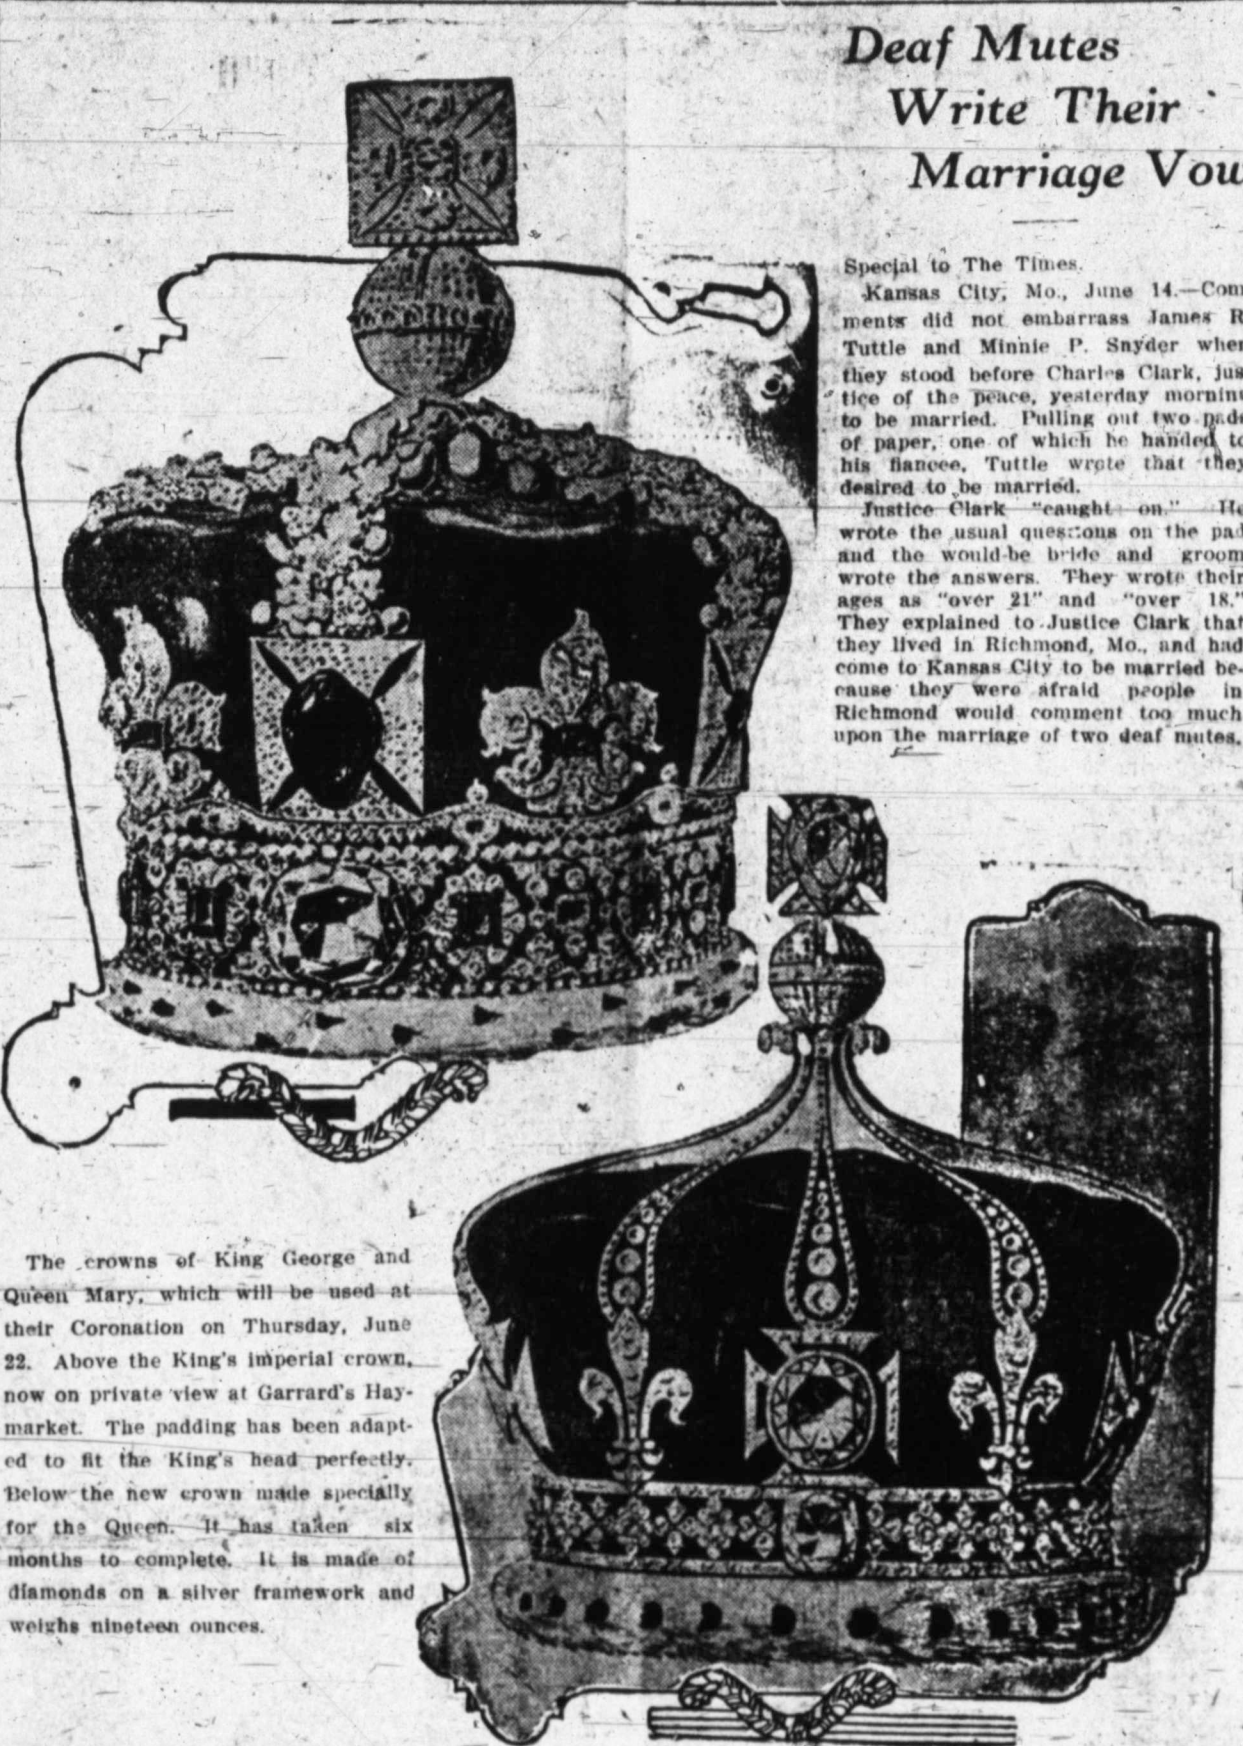 Deaf Mutes
Write Their
Marriage Vow
Special to The Times.
Kansas City, Mo., June 14.—Com
ments did not embarrass James R
Tuttle and Minnie P. Snyder when
they stood before Charles Clark, jus
tice of the peace, yesterday morning
to be married. Pulling out two pads
of paper, one of which he handed to
his fiancee, Tuttle wrote that they
desired to be married.
Justice Clark "caught on." He
wrote the usual questions on the pad
and the would-be bride and groom
wrote the answers. They wrote their
ages as "over 21" and "over 18."
They explained to Justice Clark that
they lived in Richmond, Mo., and had
come to Kansas City to be married be-
cause they were afraid people in
Richmond would comment too much
upon the marriage of two deaf mutes.
The crowns of King George and
Queen Mary, which will be used at
their Coronation on Thursday, June
22. Above the King's imperial crown,
now on private view at Garrard's Hay-
market. The padding has been adapt-
ed to fit the King's head perfectly.
Below the new crown made specially
for the Queen. It has taken six
months to complete. It is made of
diamonds on a silver framework and
weighs nineteen ounces.